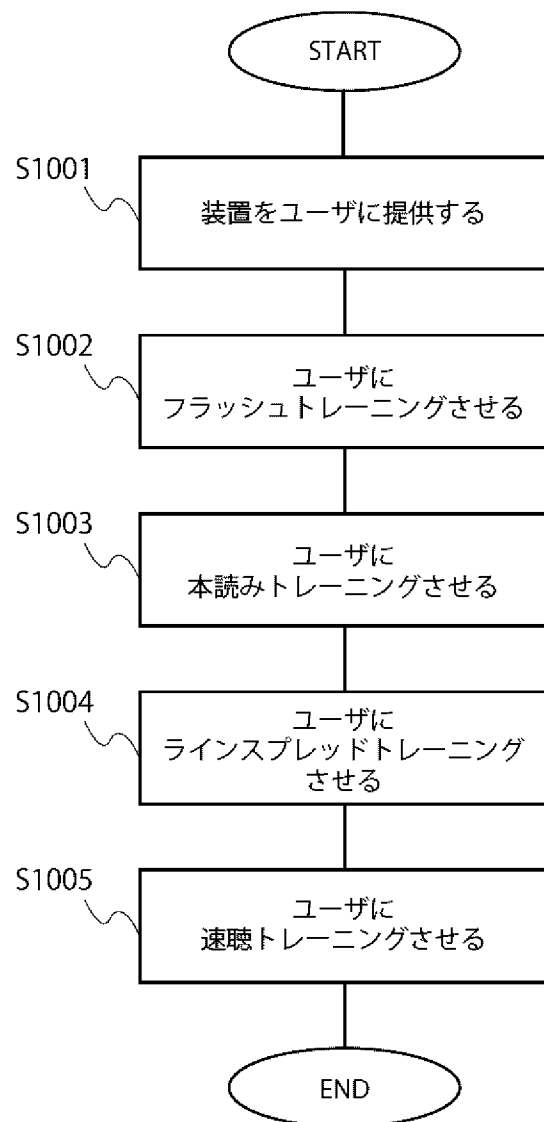 START
S1001
装置をユーザに提供する
S1002
ユーザに
フラッシュトレーニングさせる
S1003
ユーザに
本読みトレーニングさせる
S1004
ユーザに
ラインスプレッドトレーニング
させる
S1005
ユーザに
速聴トレーニングさせる
END